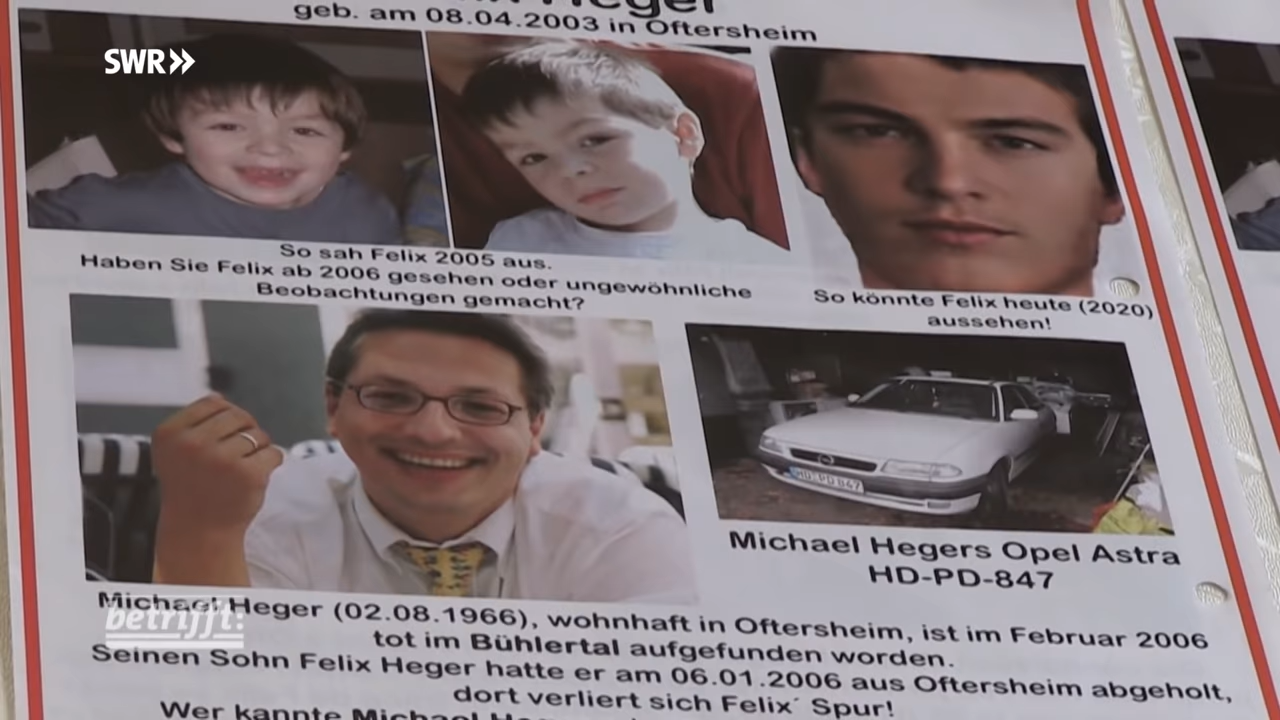 Heger
geb. am 08.04.2003 in Oftersheim
SWR»
So sah Felix 2005 aus.
Haben Sie Felix ab 2006 gesehen oder ungewöhnliche
Beobachtungen gemacht?
So könnte Felix heute (2020)
aussehen!
HD PD 847
Michael Hegers Opel Astra
HD-PD-847
Michael Heger (02.08.1966), wohnhaft in Oftersheim, ist im Februar 2006
betrifft:
tot im Bühlertal aufgefunden worden.
Seinen Sohn Felix Heger hatte er am 06.01.2006 aus Oftersheim abgeholt,
dort verliert sich Felix´ Spur!
Wer kannte Michael